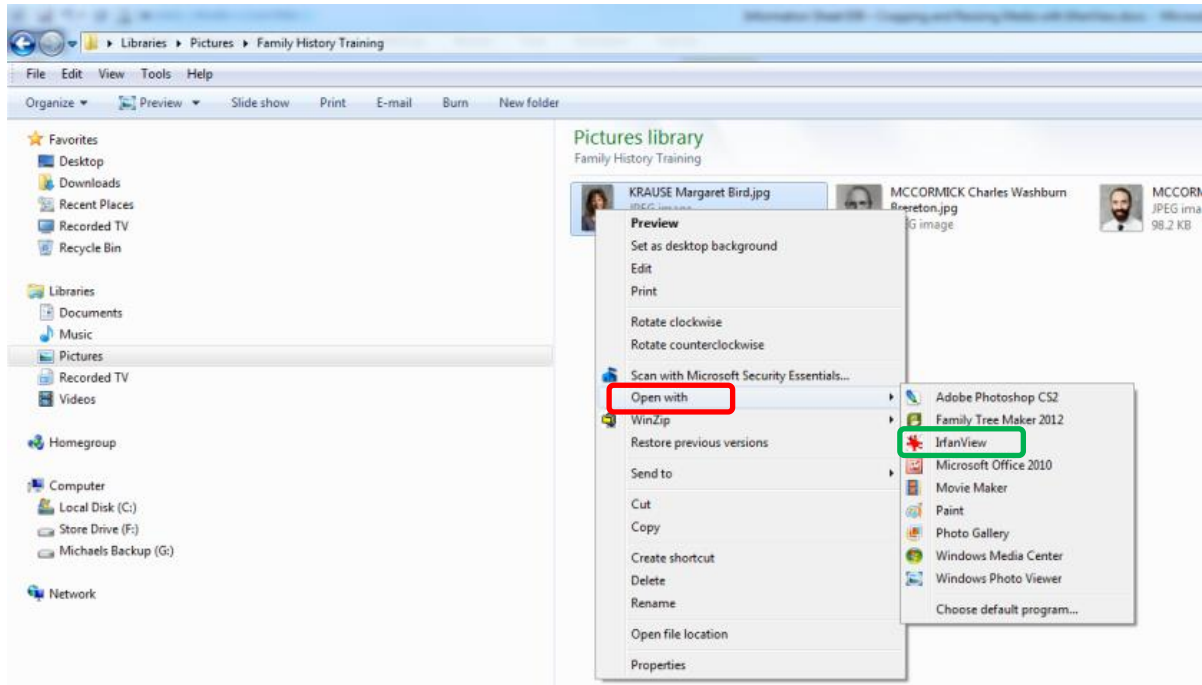 Libraries Pictures Family History Training
File Edit View Tools Help
Organize Preview Slide show Print E-mail Burn New folder
Favorites
Desktop
Downloads
Recent Places
Recorded TV
Recycle Bin
Libraries
Documents
Music
Pictures
Recorded TV
Videos
Homegroup
Computer
Local Disk (C:)
Store Drive (F:)
Michaels Backup (G:)
Network
Pictures library
Family History Training
KRAUSE Margaret Bird.jpg
JPEG image
MCCORMICK Charles Washburn
Brereton.jpg
G image
MCCORM
JPEG ima
98.2 KB
Preview
Set as desktop background
Edit
Print
Rotate clockwise
Rotate counterclockwise
Scan with Microsoft Security Essentials...
Open with
WinZip
Restore previous versions
Send to
Cut
Copy
Create shortcut
Delete
Rename
Open file location
Properties
Adobe Photoshop CS2
Family Tree Maker 2012
IrfanView
Microsoft Office 2010
Movie Maker
Paint
Photo Gallery
Windows Media Center
Windows Photo Viewer
Choose default program...